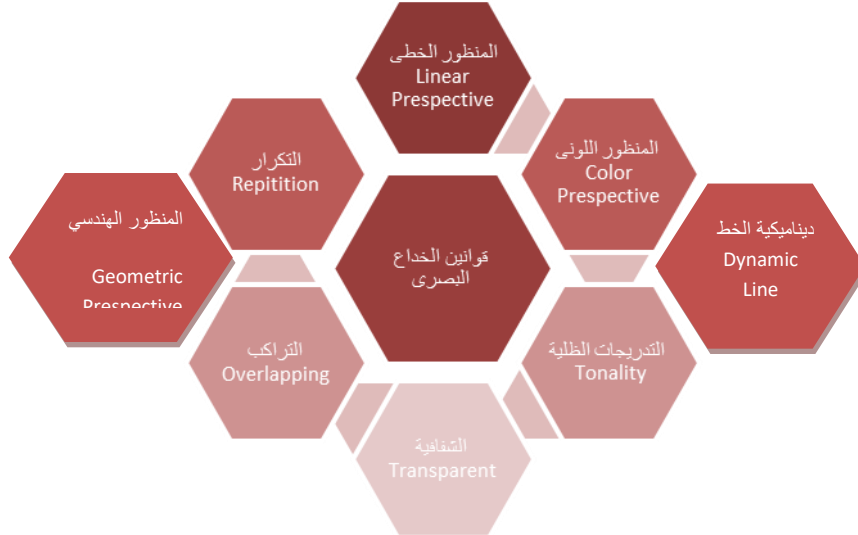 المنظور الخطى
Linear
Prespective
المنظور اللونى
Color
Prespective
التكرار
Repitition
المنظور الهندسي
Geometric
Prespective
ديناميكية الخط
Dynamic
Line
قوانين الخداع
البصرى
التراكب
Overlapping
التدريجات الظلية
Tonality
الشفافية
Transparent